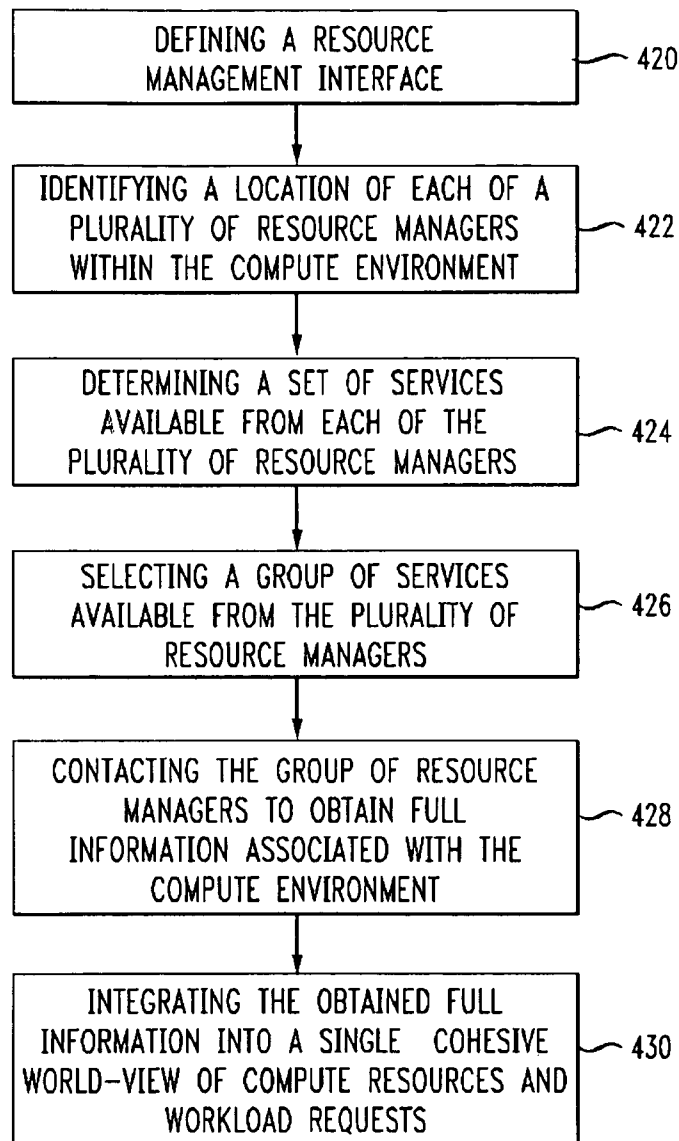 DEFINING A RESOURCE
MANAGEMENT INTERFACE
420
IDENTIFYING A LOCATION OF EACH OF A
PLURALITY OF RESOURCE MANAGERS
WITHIN THE COMPUTE ENVIRONMENT
422
DETERMINING A SET OF SERVICES
AVAILABLE FROM EACH OF THE
PLURALITY OF RESOURCE MANAGERS
424
SELECTING A GROUP OF SERVICES
AVAILABLE FROM THE PLURALITY OF
RESOURCE MANAGERS
426
CONTACTING THE GROUP OF RESOURCE
MANAGERS TO OBTAIN FULL
INFORMATION ASSOCIATED WITH THE
COMPUTE ENVIRONMENT
428
INTEGRATING THE OBTAINED FULL
INFORMATION INTO A SINGLE COHESIVE
WORLD-VIEW OF COMPUTE RESOURCES AND
WORKLOAD REQUESTS
430